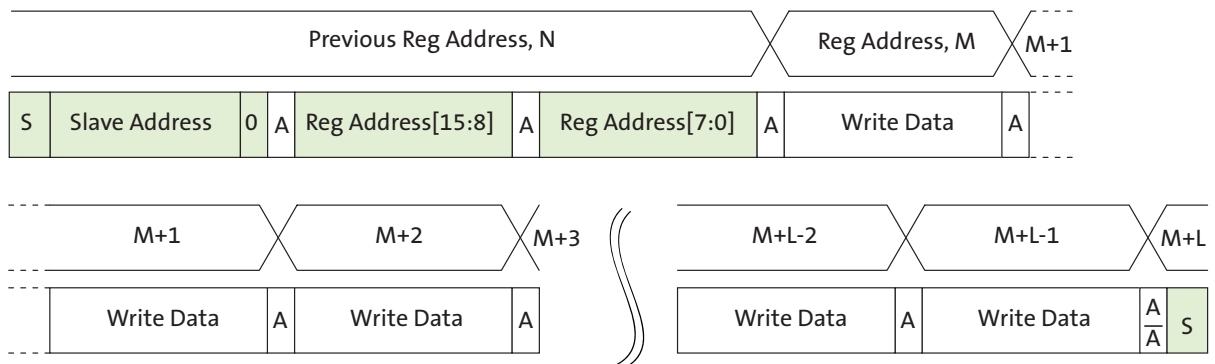 Previous Reg Address, N Reg Address, M M+1
S Slave Address 0 A Reg Address[15:8] A Reg Address[7:0] A Write Data A
M+1 M+2 M+3 M+L-2 M+L-1 M+L
Write Data A Write Data A Write Data A Write Data A/A̅ S